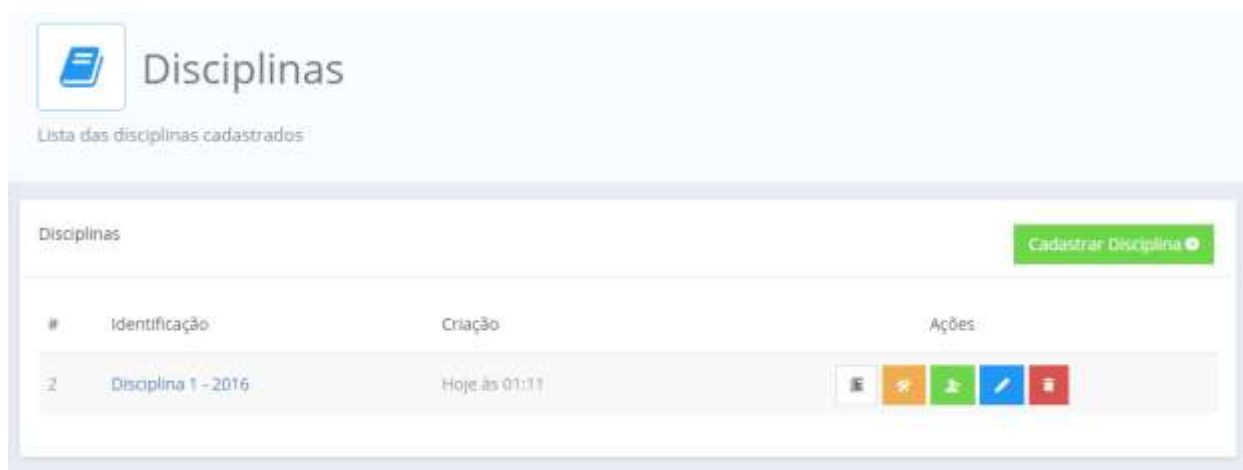 Disciplinas
Lista das disciplinas cadastrados
Disciplinas
Cadastrar Disciplina
# Identificação Criação Ações
2 Disciplina 1 - 2016 Hoje às 01:11